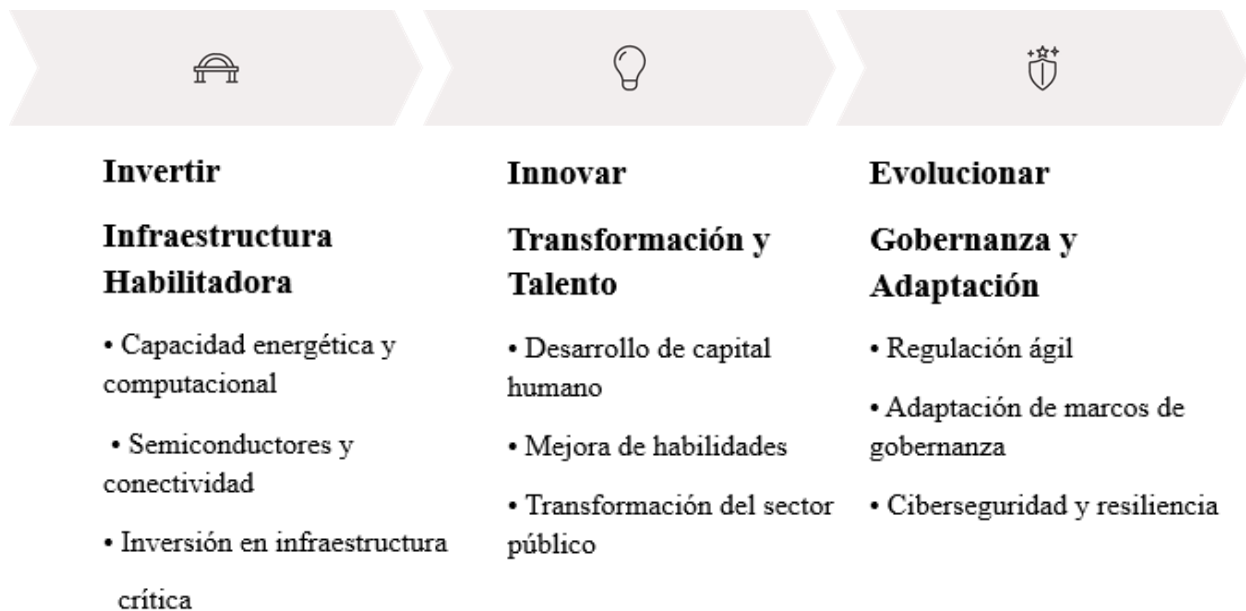 Invertir
Infraestructura
Habilitadora
• Capacidad energética y
computacional
• Semiconductores y
conectividad
• Inversión en infraestructura
crítica
Innovar
Transformación y
Talento
• Desarrollo de capital
humano
• Mejora de habilidades
• Transformación del sector
público
Evolucionar
Gobernanza y
Adaptación
• Regulación ágil
• Adaptación de marcos de
gobernanza
• Ciberseguridad y resiliencia